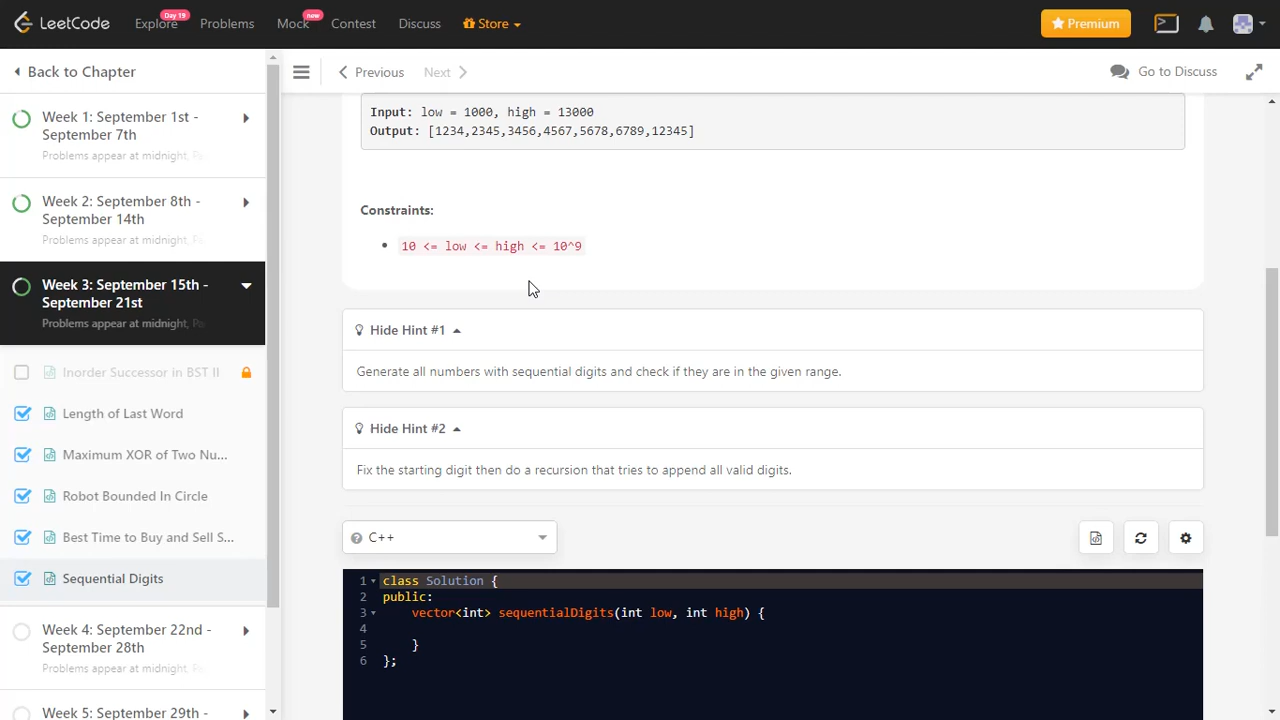 LeetCode
Explore
Day 19
Problems
Mock
new
Contest
Discuss
Store
Premium
Back to Chapter
Week 1: September 1st -
September 7th
Problems appear at midnight,
Week 2: September 8th -
September 14th
Problems appear at midnight,
Week 3: September 15th -
September 21st
Problems appear at midnight,
Inorder Successor in BST II
Length of Last Word
Maximum XOR of Two Nu...
Robot Bounded In Circle
Best Time to Buy and Sell S...
Sequential Digits
Week 4: September 22nd -
September 28th
Problems appear at midnight,
Week 5: September 29th -
Previous
Next
Go to Discuss
Input: low = 1000, high = 13000
Output: [1234,2345,3456,4567,5678,6789,12345]
Constraints:
10 <= low <= high <= 10^9
Hide Hint #1
Generate all numbers with sequential digits and check if they are in the given range.
Hide Hint #2
Fix the starting digit then do a recursion that tries to append all valid digits.
C++
1 class Solution {
2 public:
3 vector<int> sequentialDigits(int low, int high) {
4
5 }
6 };